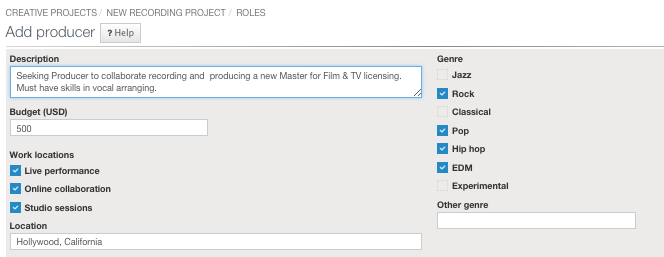 CREATIVE PROJECTS / NEW RECORDING PROJECT / ROLES
Add producer ? Help
Description
Seeking Producer to collaborate recording and  producing a new Master for Film & TV licensing.
Must have skills in vocal arranging.
Budget (USD)
500
Work locations
Live performance
Online collaboration
Studio sessions
Location
Hollywood, California
Genre
Jazz
Rock
Classical
Pop
Hip hop
EDM
Experimental
Other genre